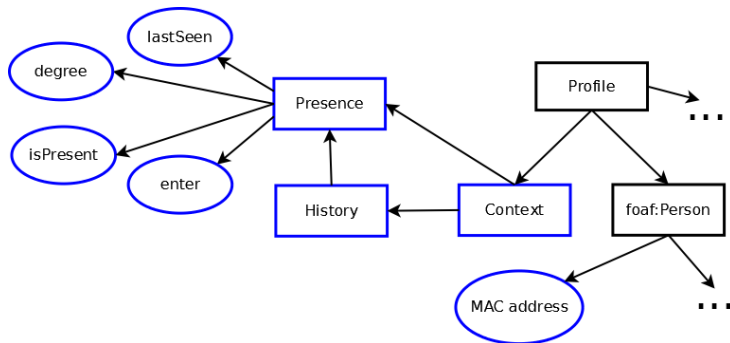 lastSeen
degree
Presence
Profile
...
isPresent
enter
History
Context
foaf:Person
MAC address
...